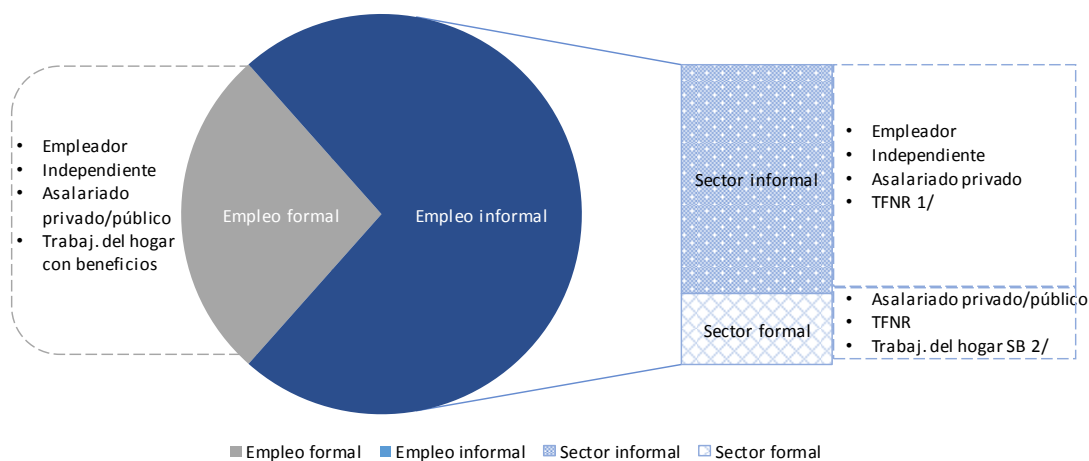 • Empleador
• Independiente
• Asalariado
privado/público
• Trabaj. del hogar
con beneficios
Empleo formal
Empleo informal
Sector informal
• Empleador
• Independiente
• Asalariado privado
• TFNR 1/
Sector formal
• Asalariado privado/público
• TFNR
• Trabaj. del hogar SB 2/
Empleo formal Empleo informal Sector informal Sector formal